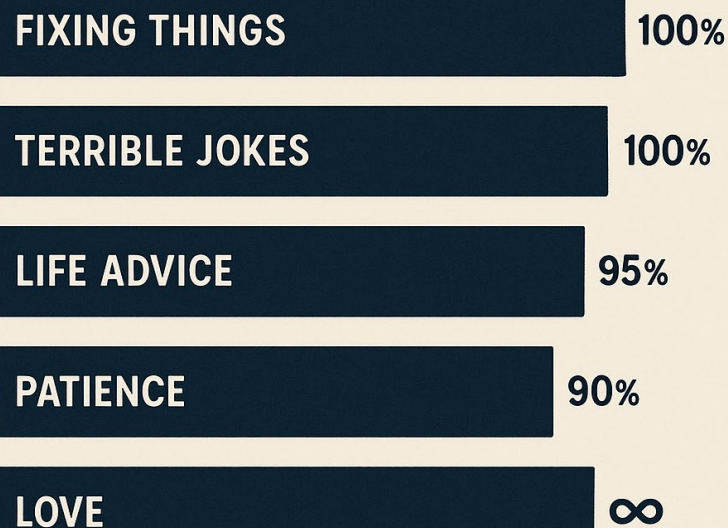 FIXING THINGS 100%
TERRIBLE JOKES 100%
LIFE ADVICE 95%
PATIENCE 90%
LOVE ∞